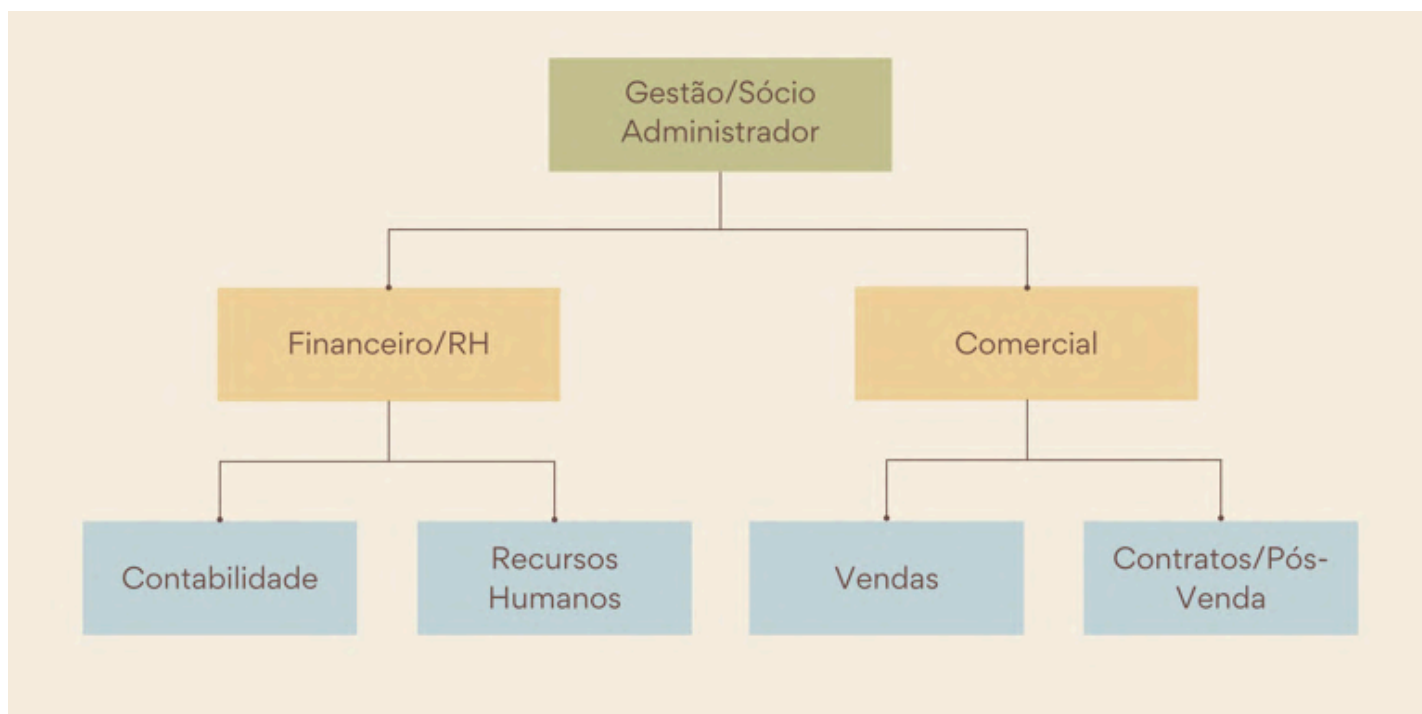 Gestão/Sócio
Administrador
Financeiro/RH
Comercial
Contabilidade
Recursos
Humanos
Vendas
Contratos/Pós-
Venda